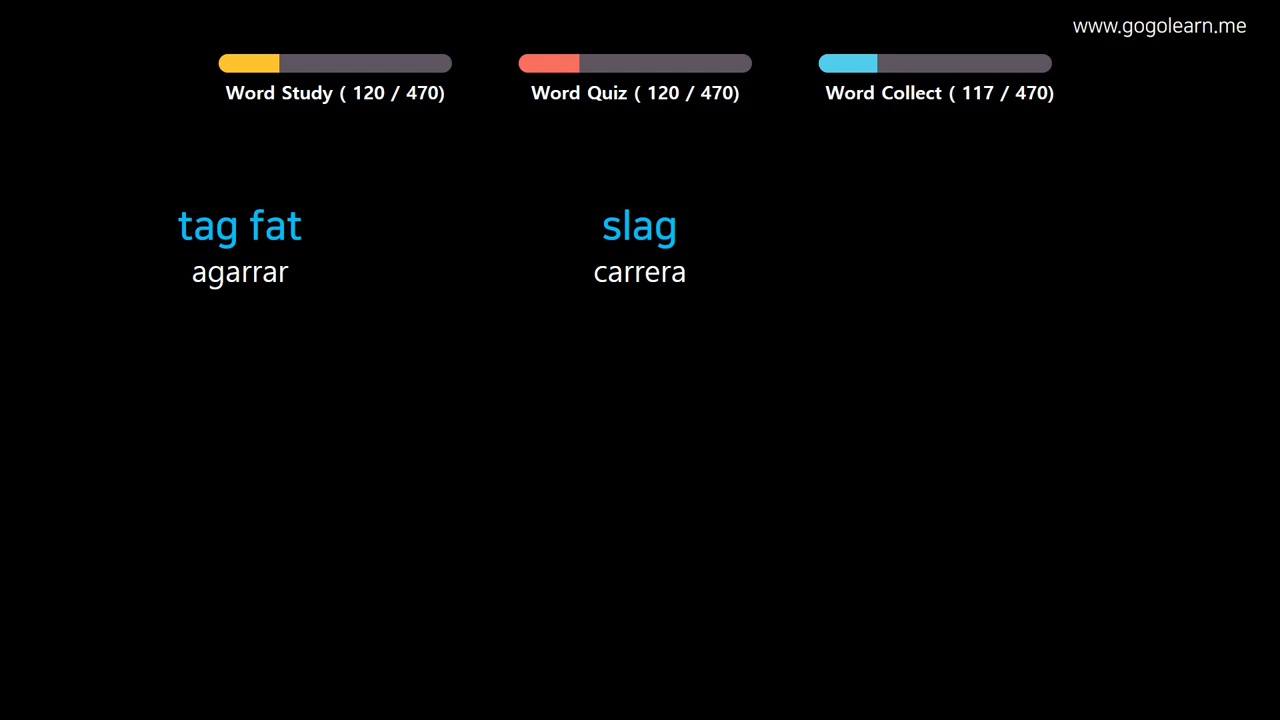 www.gogolearn.me
Word Study ( 120 / 470)
Word Quiz ( 120 / 470)
Word Collect ( 117 / 470)
tag fat
agarrar
slag
carrera